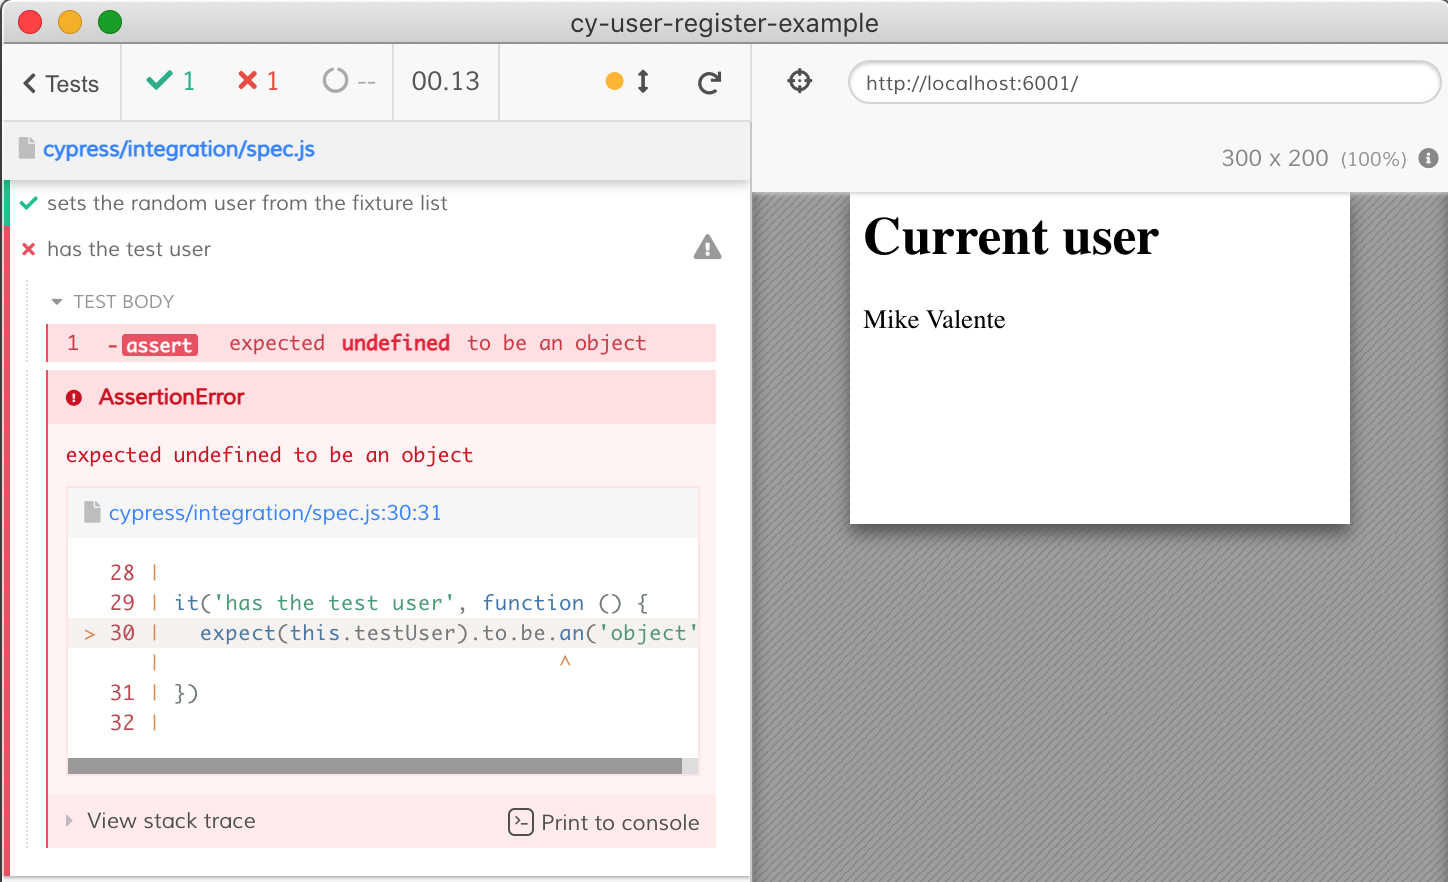 cy-user-register-example
Tests 1 1 -- 00.13
http://localhost:6001/
300 x 200 (100%)
cypress/integration/spec.js
sets the random user from the fixture list
has the test user
TEST BODY
1 -assert expected undefined to be an object
AssertionError
expected undefined to be an object
cypress/integration/spec.js:30:31
28 |
29 | it('has the test user', function () {
> 30 | expect(this.testUser).to.be.an('object'
| ^
31 | })
32 |
View stack trace
Print to console
Current user
Mike Valente